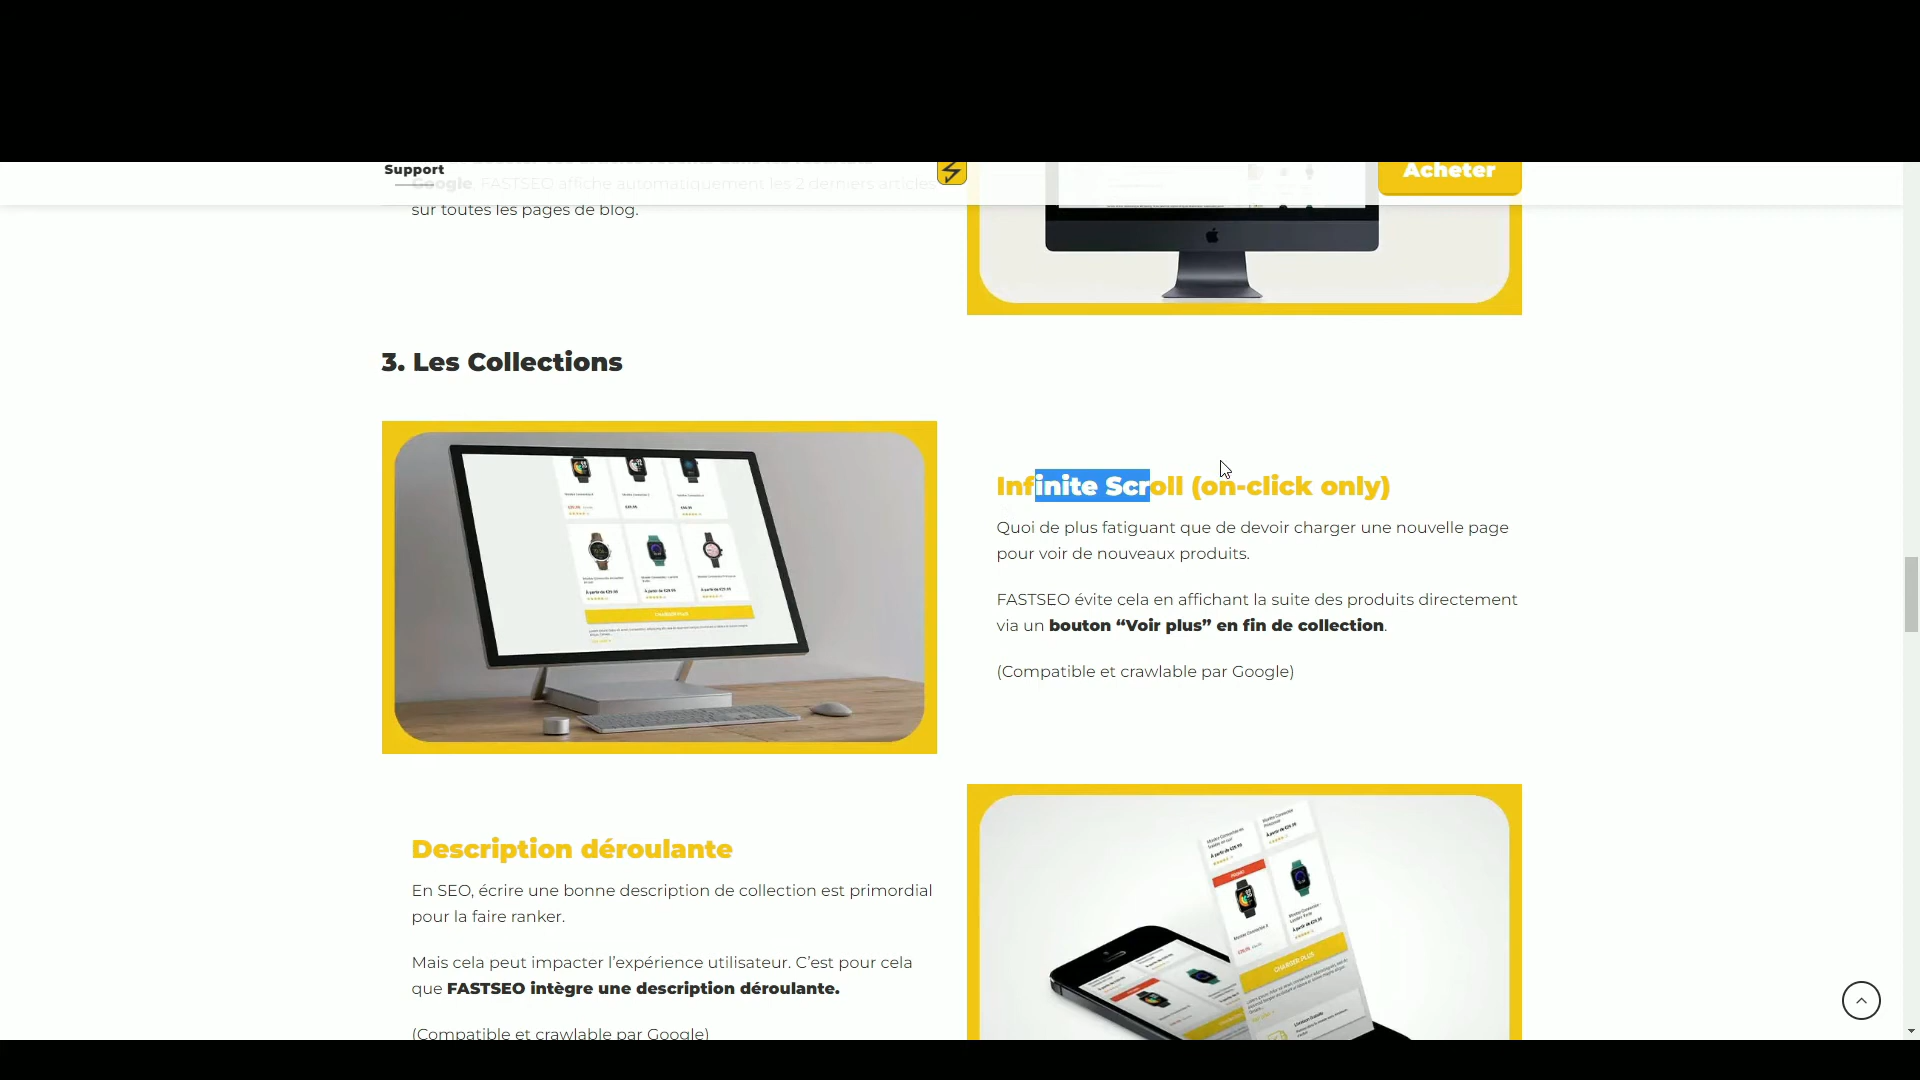 Support
Acheter
Google. FASTSEO affiche automatiquement les 2 derniers articles
sur toutes les pages de blog.
3. Les Collections
Infinite Scroll (on-click only)
Quoi de plus fatiguant que de devoir charger une nouvelle page
pour voir de nouveaux produits.
FASTSEO évite cela en affichant la suite des produits directement
via un bouton “Voir plus” en fin de collection.
(Compatible et crawlable par Google)
Description déroulante
En SEO, écrire une bonne description de collection est primordial
pour la faire ranker.
Mais cela peut impacter l’expérience utilisateur. C’est pour cela
que FASTSEO intègre une description déroulante.
(Compatible et crawlable par Google)
CHARGER PLUS